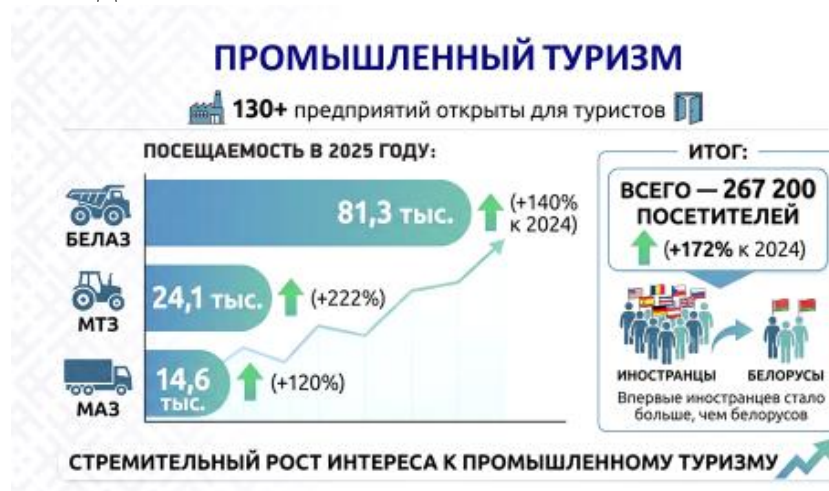 ПРОМЫШЛЕННЫЙ ТУРИЗМ
130+ предприятий открыты для туристов
ПОСЕЩАЕМОСТЬ В 2025 ГОДУ:
БЕЛАЗ
81,3 тыс.
(+140%
к 2024)
МТЗ
24,1 тыс.
(+222%)
МАЗ
14,6
тыс.
(+120%)
ИТОГ:
ВСЕГО — 267 200
ПОСЕТИТЕЛЕЙ
(+172% к 2024)
ИНОСТРАНЦЫ
БЕЛОРУСЫ
Впервые иностранцев стало
больше, чем белорусов
СТРЕМИТЕЛЬНЫЙ РОСТ ИНТЕРЕСА К ПРОМЫШЛЕННОМУ ТУРИЗМУ